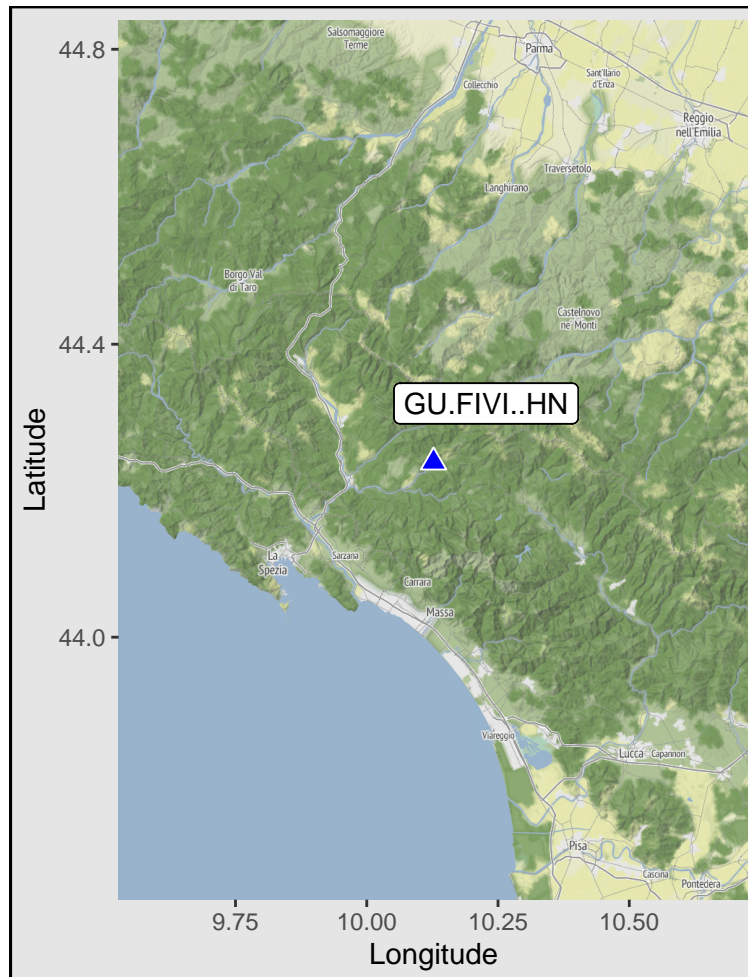 Salsomaggiore
Terme
44.8
Parma
Sant'Ilario
d'Enza
Collecchio
Reggio
nell'Emilia
Traversetolo
Langhirano
Borgo Val
di Taro
Castelnovo
ne' Monti
44.4
GU.FIVI..HN
Latitude
La
Spezia
Sarzana
Carrara
Massa
44.0
Viareggio
Lucca
Capannori
Pisa
Cascina
Pontedera
9.75
10.00
10.25
10.50
Longitude